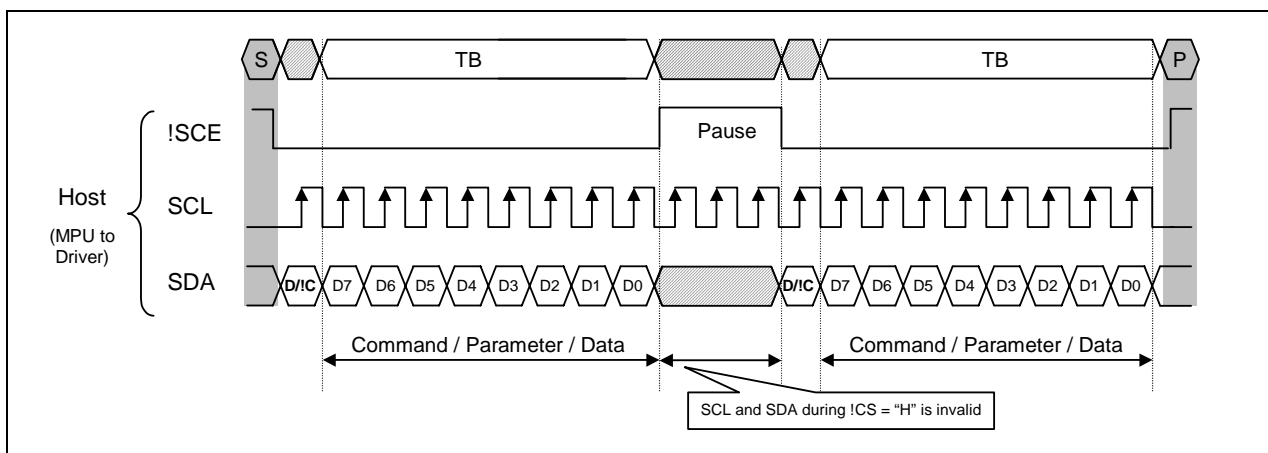 S TB TB P
!SCE Pause
Host
(MPU to
Driver)
SCL
SDA D/!C D7 D6 D5 D4 D3 D2 D1 D0 D/!C D7 D6 D5 D4 D3 D2 D1 D0
Command / Parameter / Data Command / Parameter / Data
SCL and SDA during !CS = “H” is invalid